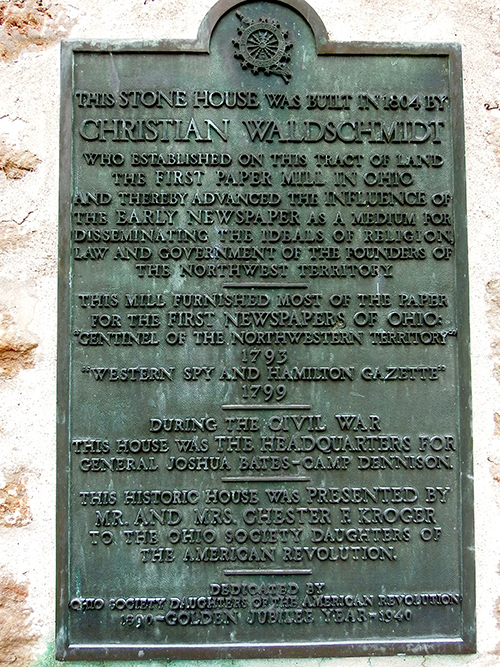 THIS STONE HOUSE WAS BUILT IN 1804 BY
CHRISTIAN WALDSCHMIDT
WHO ESTABLISHED ON THIS TRACT OF LAND
THE FIRST PAPER MILL IN OHIO
AND THEREBY ADVANCED THE INFLUENCE OF
THE EARLY NEWSPAPER AS A MEDIUM FOR
DISSEMINATING THE IDEALS OF RELIGION,
LAW AND GOVERNMENT OF THE FOUNDERS OF
THE NORTHWEST TERRITORY
THIS MILL FURNISHED MOST OF THE PAPER
FOR THE FIRST NEWSPAPERS OF OHIO:
"CENTINEL OF THE NORTHWESTERN TERRITORY"
1793
"WESTERN SPY AND HAMILTON GAZETTE"
1799
DURING THE CIVIL WAR
THIS HOUSE WAS THE HEADQUARTERS FOR
GENERAL JOSHUA BATES-CAMP DENNISON.
THIS HISTORIC HOUSE WAS PRESENTED BY
MR. AND MRS. CHESTER F. KROGER
TO THE OHIO SOCIETY DAUGHTERS OF
THE AMERICAN REVOLUTION.
DEDICATED BY
OHIO SOCIETY DAUGHTERS OF THE AMERICAN REVOLUTION
1890-GOLDEN JUBILEE YEAR-1940